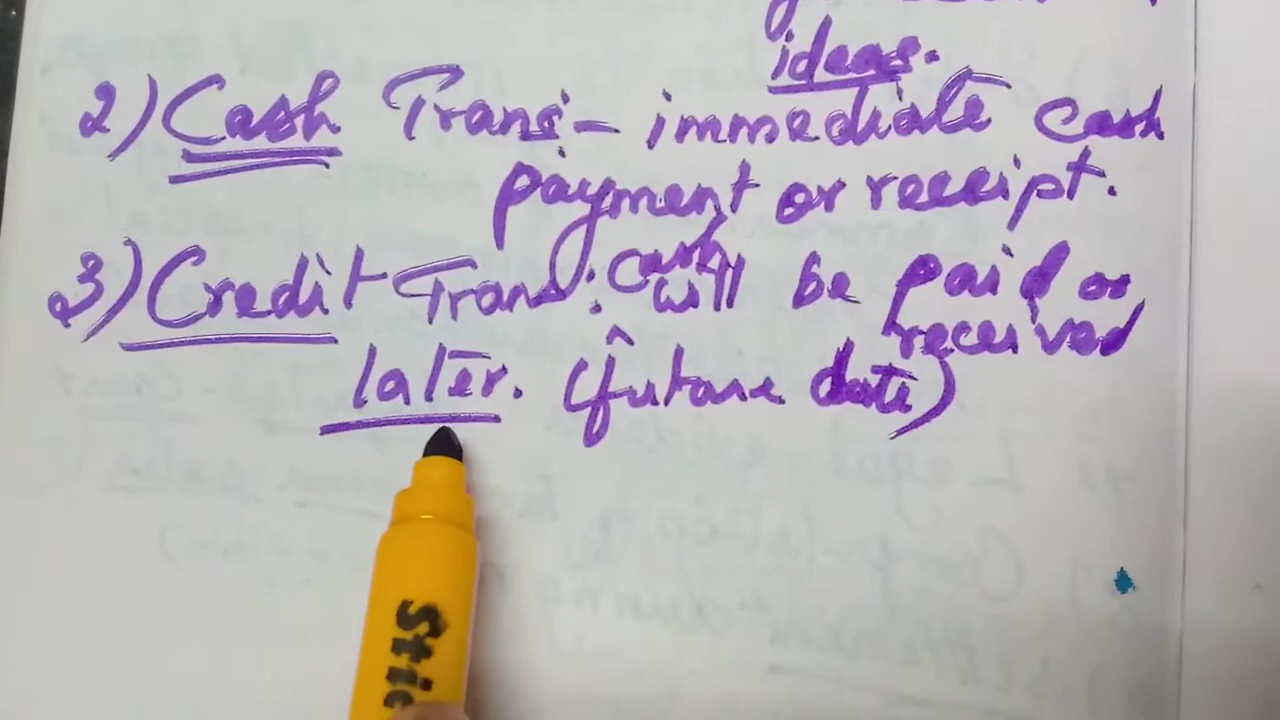 ideas.
2) Cash Trans - immediate cash
payment or receipt.
3) Credit Trans: Cash will be paid or
received
later. (future date)
Stic